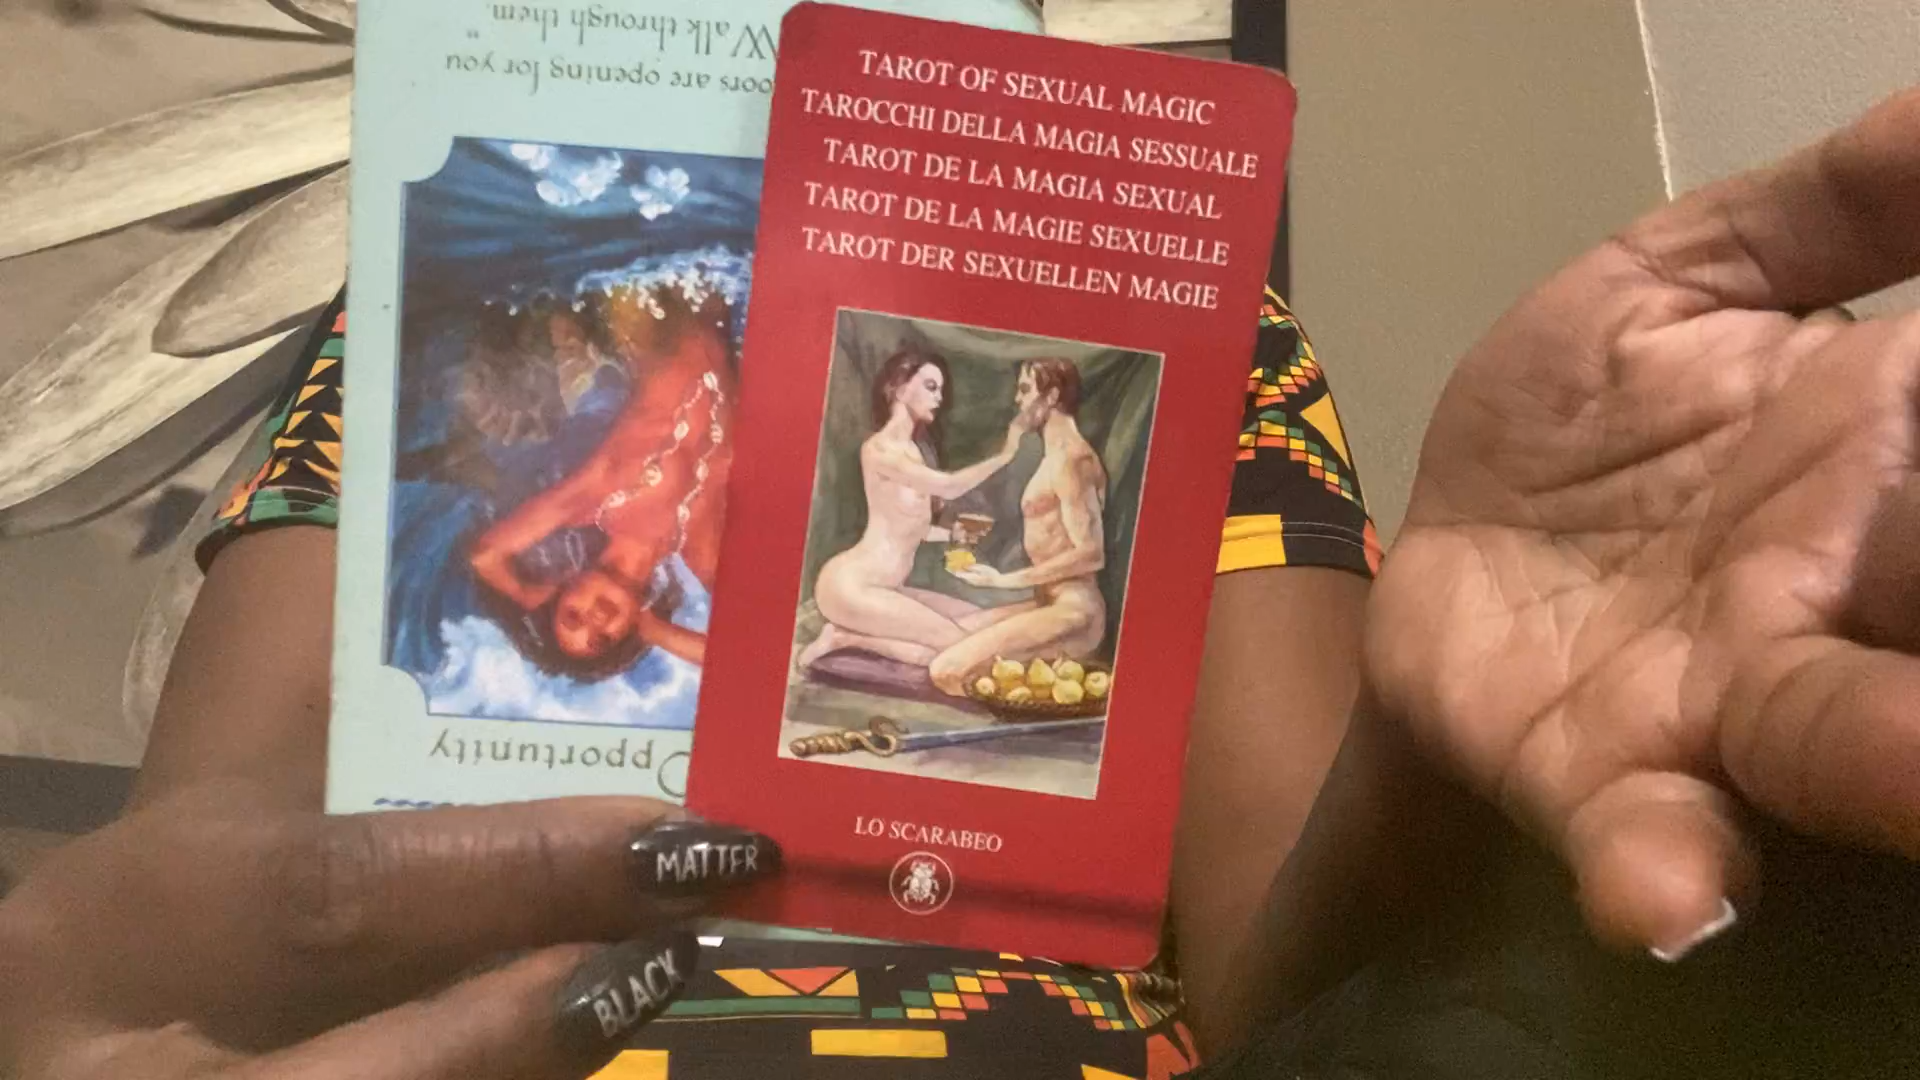 TAROT OF SEXUAL MAGIC
TAROCCHI DELLA MAGIA SESSUALE
TAROT DE LA MAGIA SEXUAL
TAROT DE LA MAGIE SEXUELLE
TAROT DER SEXUELLEN MAGIE
LO SCARABEO
Opportunity
are opening for you
Walk through them."
MATTER
BLACK